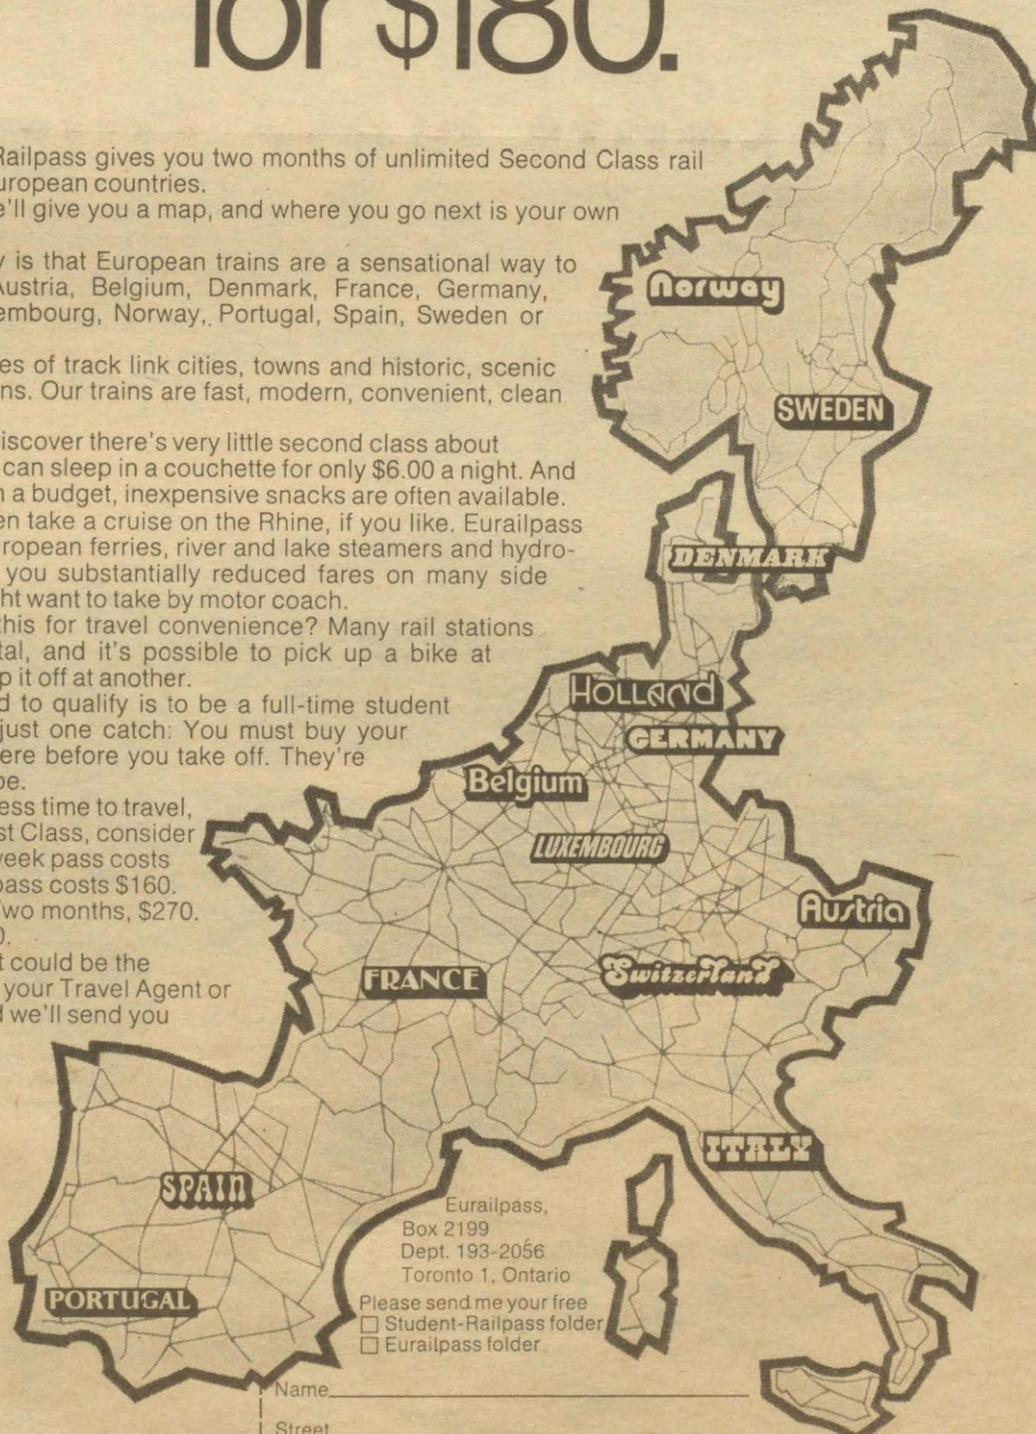 for $180.
Railpass gives you two months of unlimited Second Class rail
uropean countries.
e'll give you a map, and where you go next is your own
y is that European trains are a sensational way to
Austria, Belgium, Denmark, France, Germany,
embourg, Norway, Portugal, Spain, Sweden or
es of track link cities, towns and historic, scenic
ns. Our trains are fast, modern, convenient, clean
iscover there's very little second class about
can sleep in a couchette for only $6.00 a night. And
n a budget, inexpensive snacks are often available.
en take a cruise on the Rhine, if you like. Eurailpass
ropean ferries, river and lake steamers and hydro-
you substantially reduced fares on many side
ht want to take by motor coach.
this for travel convenience? Many rail stations
tal, and it's possible to pick up a bike at
p it off at another.
d to qualify is to be a full-time student
just one catch: You must buy your
ere before you take off. They're
pe.
ess time to travel,
st Class, consider
week pass costs
pass costs $160.
Two months, $270.
0.
t could be the
your Travel Agent or
d we'll send you
Norway
SWEDEN
DENMARK
HOLLAND
GERMANY
Belgium
LUXEMBOURG
Austria
FRANCE
Switzerland
ITALY
SPAIN
PORTUGAL
Eurailpass,
Box 2199
Dept. 193-2056
Toronto 1, Ontario
Please send me your free
☐ Student-Railpass folder
☐ Eurailpass folder
Name
Street